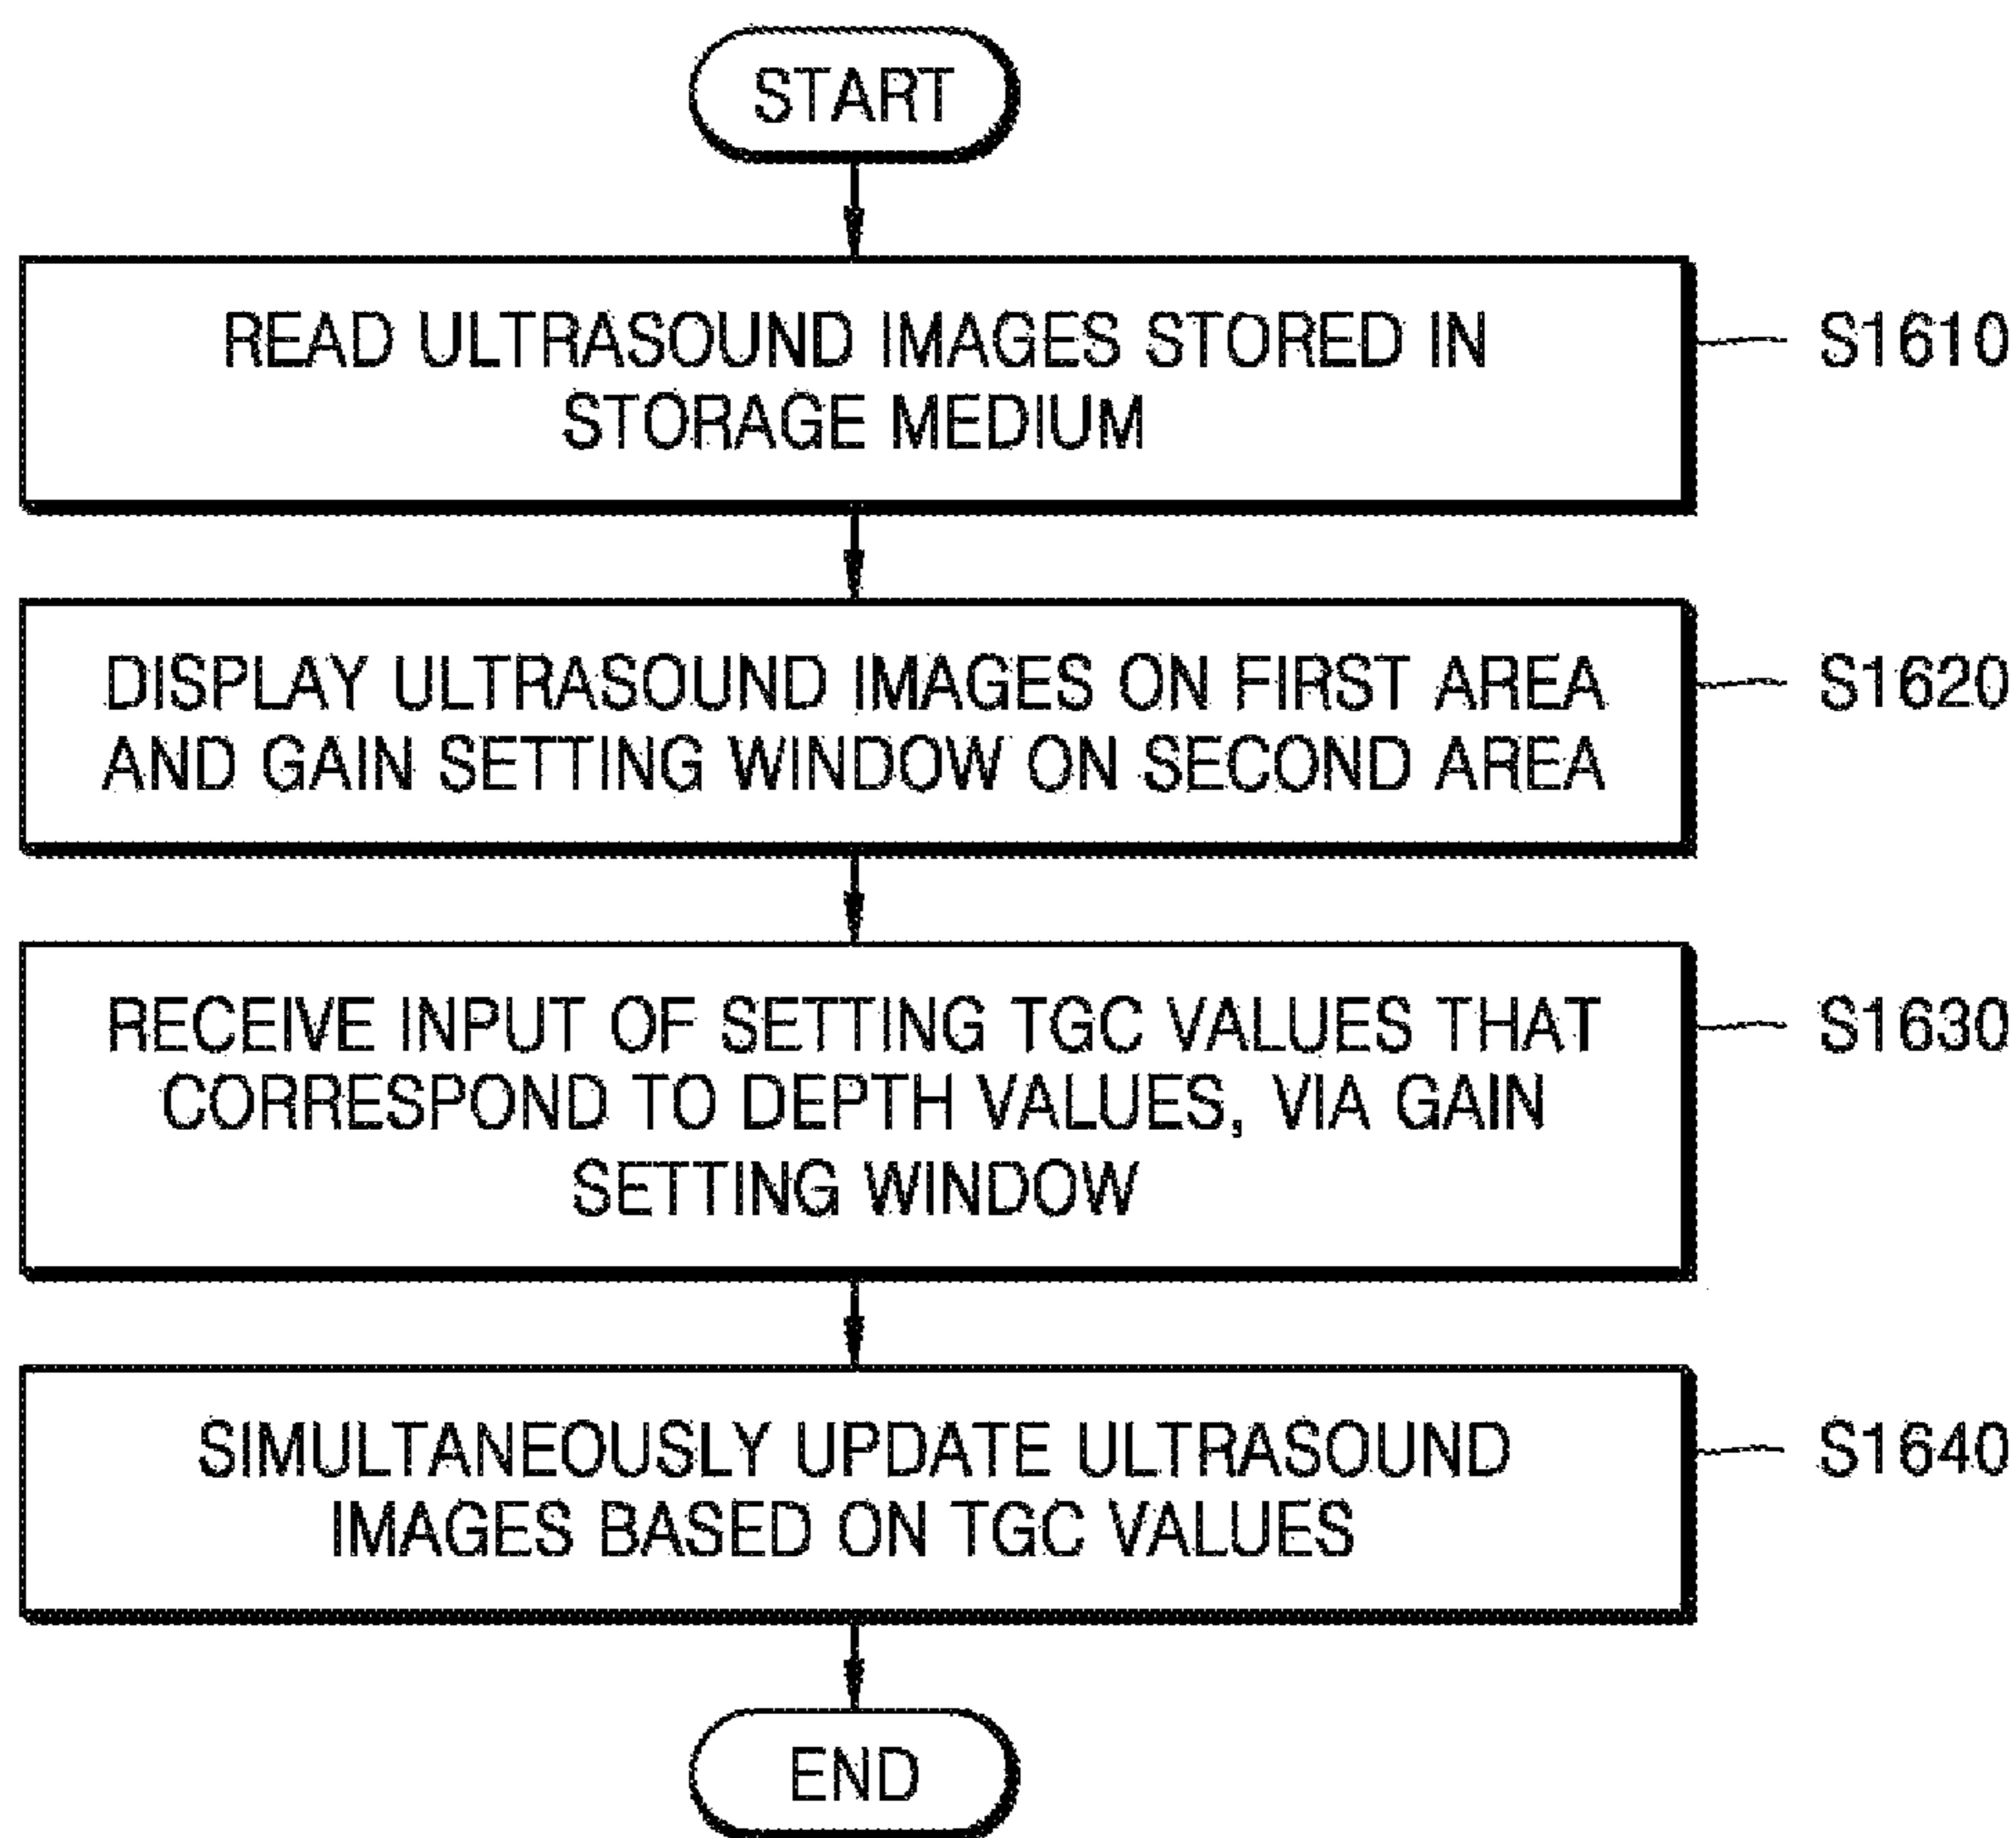 START
READ ULTRASOUND IMAGES STORED IN
STORAGE MEDIUM
S1610
DISPLAY ULTRASOUND IMAGES ON FIRST AREA
AND GAIN SETTING WINDOW ON SECOND AREA
S1620
RECEIVE INPUT OF SETTING TGC VALUES THAT
CORRESPOND TO DEPTH VALUES, VIA GAIN
SETTING WINDOW
S1630
SIMULTANEOUSLY UPDATE ULTRASOUND
IMAGES BASED ON TGC VALUES
S1640
END